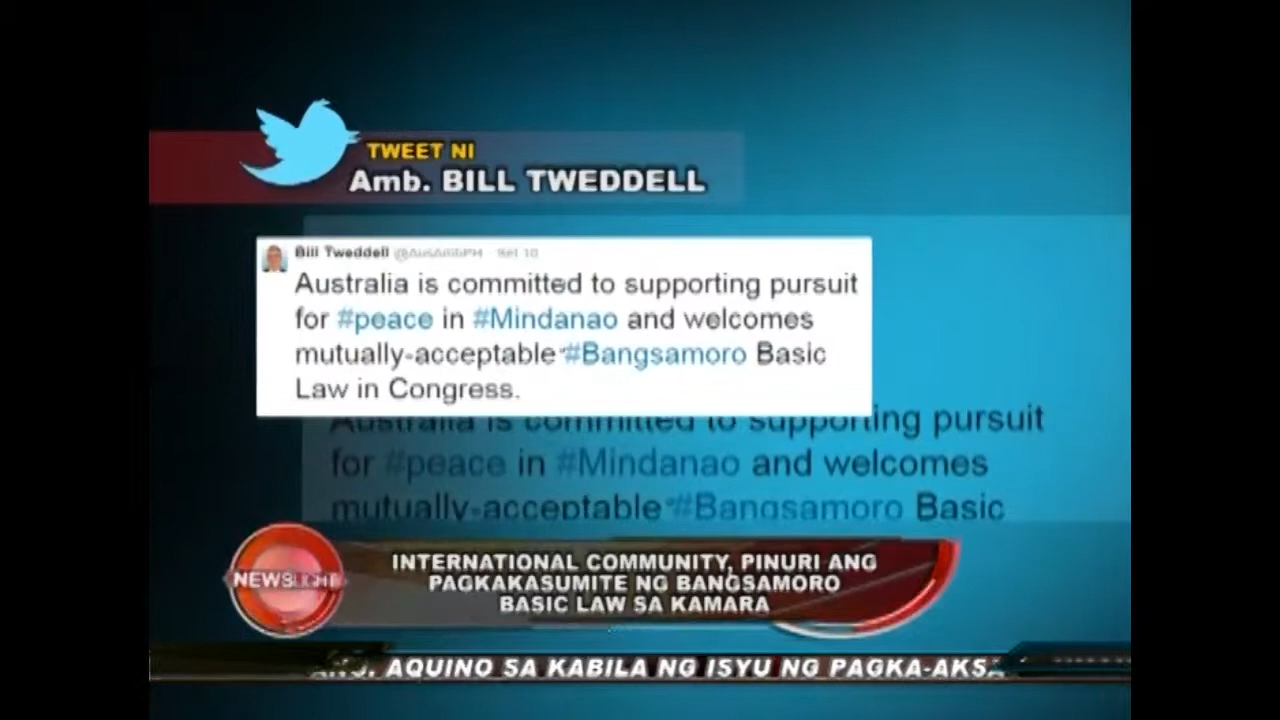 TWEET NI
Amb. BILL TWEDDELL
Bill Tweddell @AusAmbPH
Australia is committed to supporting pursuit
for #peace in #Mindanao and welcomes
mutually-acceptable #Bangsamoro Basic
Law in Congress.
Australia is committed to supporting pursuit
for #peace in #Mindanao and welcomes
mutually-acceptable #Bangsamoro Basic
NEWSLIGHT
INTERNATIONAL COMMUNITY, PINURI ANG
PAGKAKASUMITE NG BANGSAMORO
BASIC LAW SA KAMARA
AQUINO SA KABILA NG ISYU NG PAGKA-AKSA